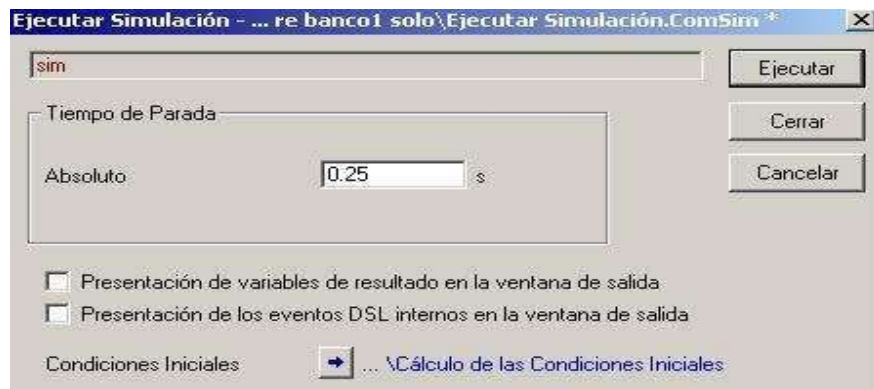 Ejecutar Simulación - ... re banco1 solo\Ejecutar Simulación.ComSim *
sim
Ejecutar
Tiempo de Parada
Cerrar
Absoluto 0.25 s
Cancelar
Presentación de variables de resultado en la ventana de salida
Presentación de los eventos DSL internos en la ventana de salida
Condiciones Iniciales ... \Cálculo de las Condiciones Iniciales